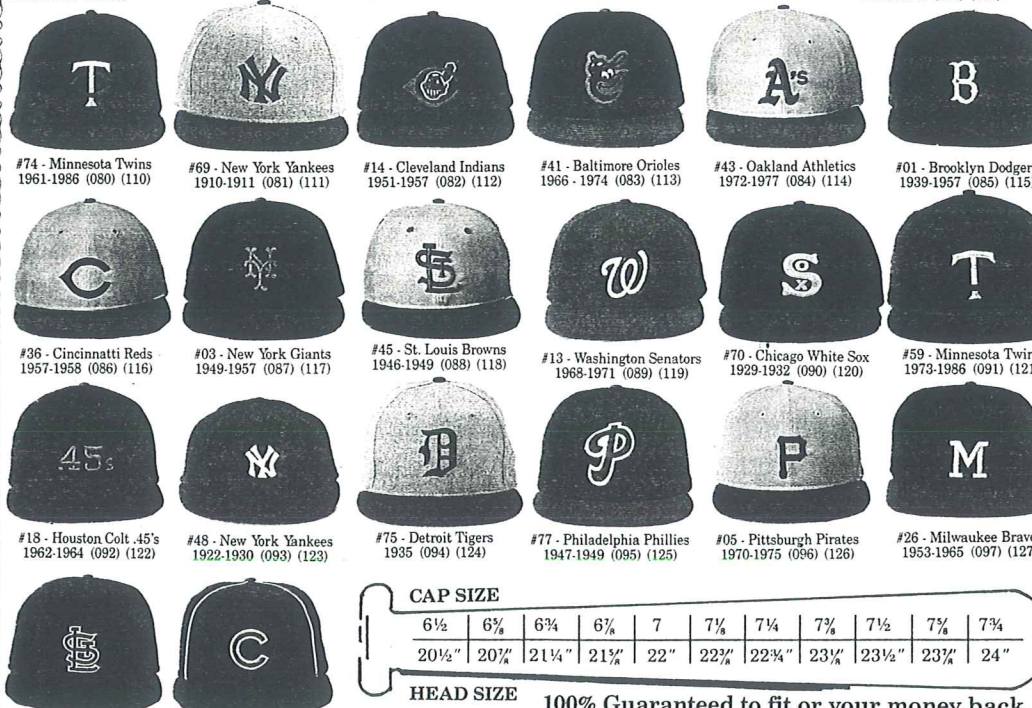 T
NY
A's
B
#74 - Minnesota Twins
1961-1986 (080) (110)
#69 - New York Yankees
1910-1911 (081) (111)
#14 - Cleveland Indians
1951-1957 (082) (112)
#41 - Baltimore Orioles
1966 - 1974 (083) (113)
#43 - Oakland Athletics
1972-1977 (084) (114)
#01 - Brooklyn Dodger
1939-1957 (085) (115)
C
NY
StL
W
SOX
T
#36 - Cincinnatti Reds
1957-1958 (086) (116)
#03 - New York Giants
1949-1957 (087) (117)
#45 - St. Louis Browns
1946-1949 (088) (118)
#13 - Washington Senators
1968-1971 (089) (119)
#70 - Chicago White Sox
1929-1932 (090) (120)
#59 - Minnesota Twin
1973-1986 (091) (121
.45s
NY
D
P
P
M
#18 - Houston Colt .45's
1962-1964 (092) (122)
#48 - New York Yankees
1922-1930 (093) (123)
#75 - Detroit Tigers
1935 (094) (124)
#77 - Philadelphia Phillies
1947-1949 (095) (125)
#05 - Pittsburgh Pirates
1970-1975 (096) (126)
#26 - Milwaukee Brave
1953-1965 (097) (127
StL
C
CAP SIZE
6½ 6⅝ 6¾ 6⅞ 7 7⅛ 7¼ 7⅜ 7½ 7⅝ 7¾
20½" 20⅞" 21¼" 21⅝" 22" 22⅜" 22¾" 23⅛" 23½" 23⅞" 24"
HEAD SIZE
100% Guaranteed to fit or your money back